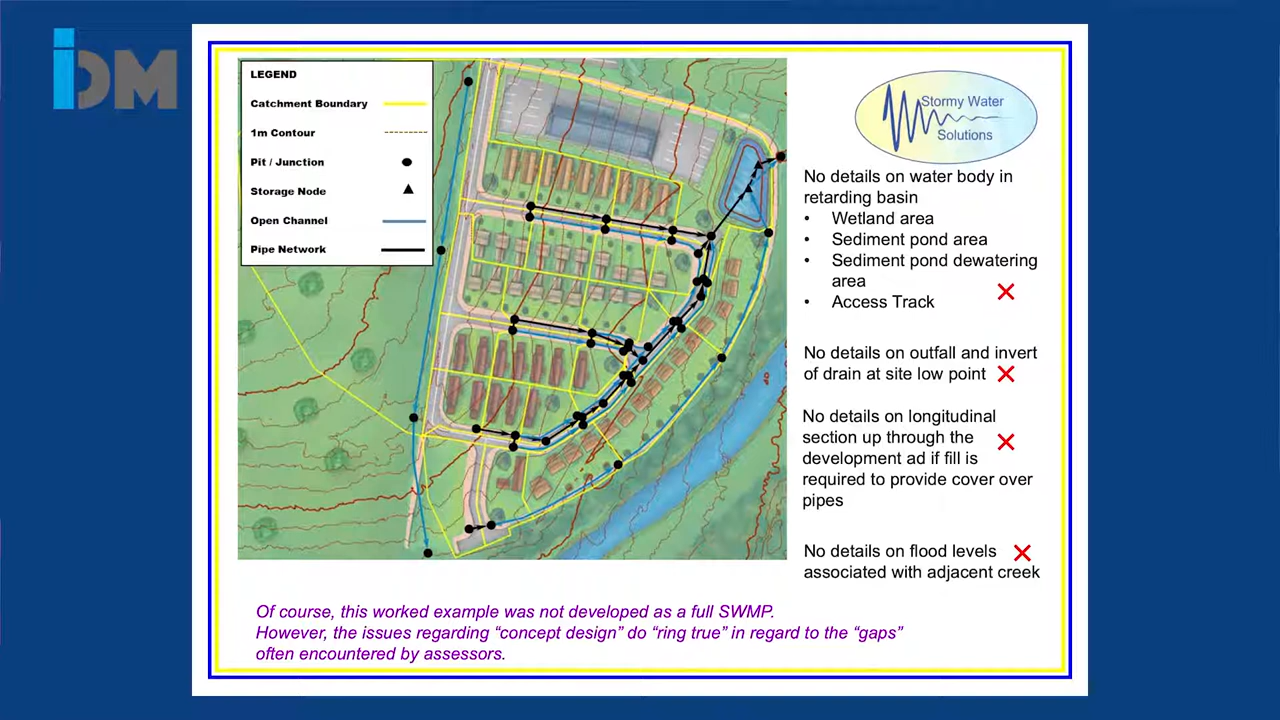 iDM
LEGEND
Catchment Boundary
1m Contour
Pit / Junction
Storage Node
Open Channel
Pipe Network
Stormy Water
Solutions
No details on water body in
retarding basin
• Wetland area
• Sediment pond area
• Sediment pond dewatering
area
• Access Track
No details on outfall and invert
of drain at site low point
No details on longitudinal
section up through the
development ad if fill is
required to provide cover over
pipes
No details on flood levels
associated with adjacent creek
Of course, this worked example was not developed as a full SWMP.
However, the issues regarding “concept design” do “ring true” in regard to the “gaps”
often encountered by assessors.